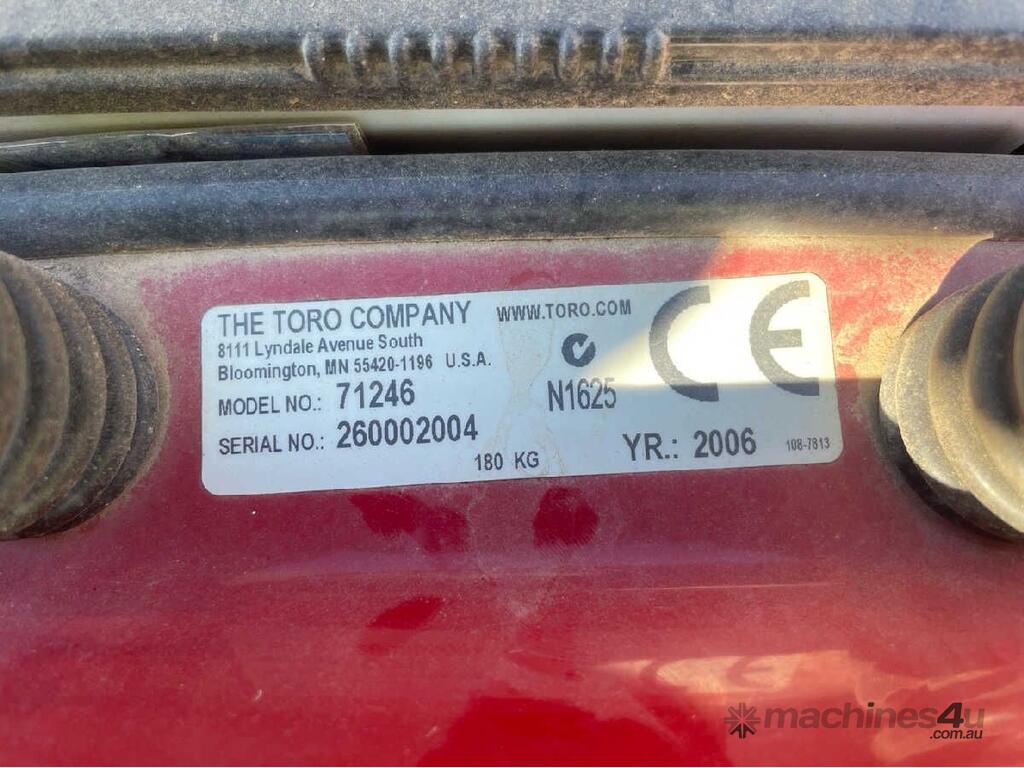 THE TORO COMPANY WWW.TORO.COM
8111 Lyndale Avenue South
Bloomington, MN 55420-1196 U.S.A.
MODEL NO.: 71246 N1625 CE
SERIAL NO.: 260002004
180 KG YR.: 2006 108-7813
machines4u
.com.au